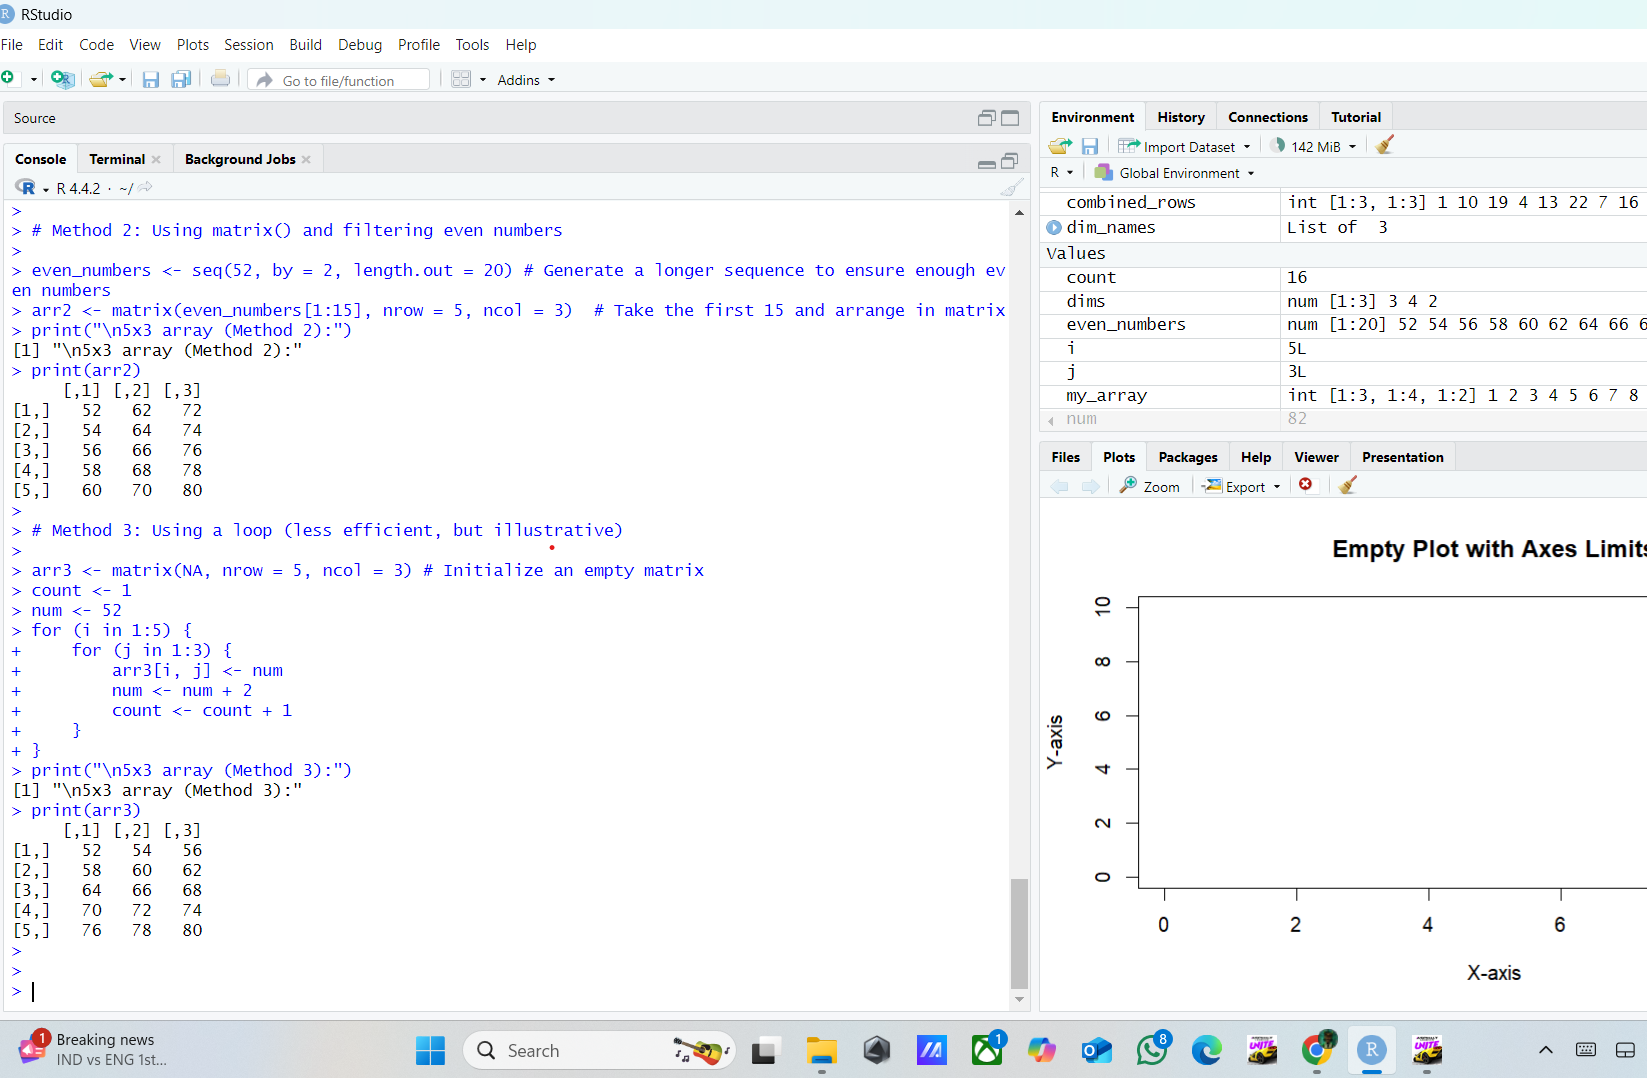 RStudio
File Edit Code View Plots Session Build Debug Profile Tools Help
Go to file/function Addins
Source
Console Terminal Background Jobs
R 4.4.2 · ~/
>
> # Method 2: Using matrix() and filtering even numbers
>
> even_numbers <- seq(52, by = 2, length.out = 20) # Generate a longer sequence to ensure enough ev
en numbers
> arr2 <- matrix(even_numbers[1:15], nrow = 5, ncol = 3)  # Take the first 15 and arrange in matrix
> print("\n5x3 array (Method 2):")
[1] "\n5x3 array (Method 2):"
> print(arr2)
     [,1] [,2] [,3]
[1,]   52   62   72
[2,]   54   64   74
[3,]   56   66   76
[4,]   58   68   78
[5,]   60   70   80
>
> # Method 3: Using a loop (less efficient, but illustrative)
>
> arr3 <- matrix(NA, nrow = 5, ncol = 3) # Initialize an empty matrix
> count <- 1
> num <- 52
> for (i in 1:5) {
+     for (j in 1:3) {
+         arr3[i, j] <- num
+         num <- num + 2
+         count <- count + 1
+     }
+ }
> print("\n5x3 array (Method 3):")
[1] "\n5x3 array (Method 3):"
> print(arr3)
     [,1] [,2] [,3]
[1,]   52   54   56
[2,]   58   60   62
[3,]   64   66   68
[4,]   70   72   74
[5,]   76   78   80
>
>
>
Environment History Connections Tutorial
Import Dataset 142 MiB
R Global Environment
combined_rows int [1:3, 1:3] 1 10 19 4 13 22 7 16
dim_names List of  3
Values
count 16
dims num [1:3] 3 4 2
even_numbers num [1:20] 52 54 56 58 60 62 64 66 6
i 5L
j 3L
my_array int [1:3, 1:4, 1:2] 1 2 3 4 5 6 7 8
num 82
Files Plots Packages Help Viewer Presentation
Zoom Export
Empty Plot with Axes Limits
10
8
6
4
2
0
Y-axis
0 2 4 6
X-axis
1 Breaking news
IND vs ENG 1st...
Search
1
8
UNITE
R
UNITE